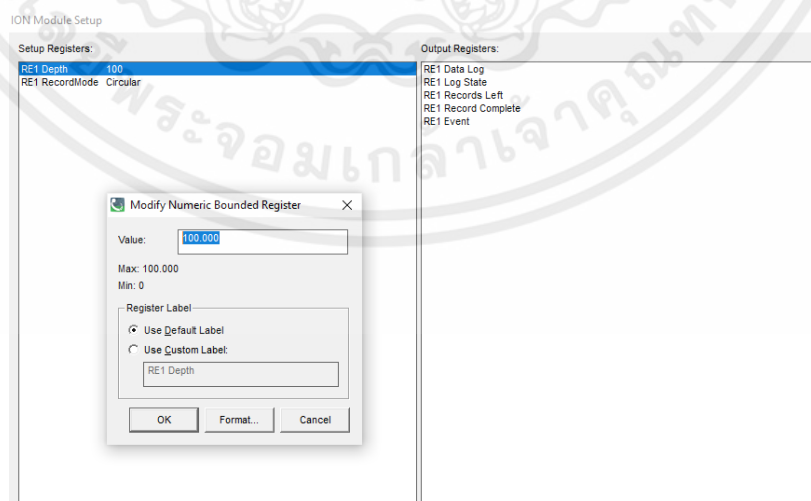 ION Module Setup
Setup Registers:
RE1 Depth 100
RE1 RecordMode Circular
Output Registers:
RE1 Data Log
RE1 Log State
RE1 Records Left
RE1 Record Complete
RE1 Event
Modify Numeric Bounded Register
Value: 100.000
Max: 100.000
Min: 0
Register Label
Use Default Label
Use Custom Label:
RE1 Depth
OK Format... Cancel